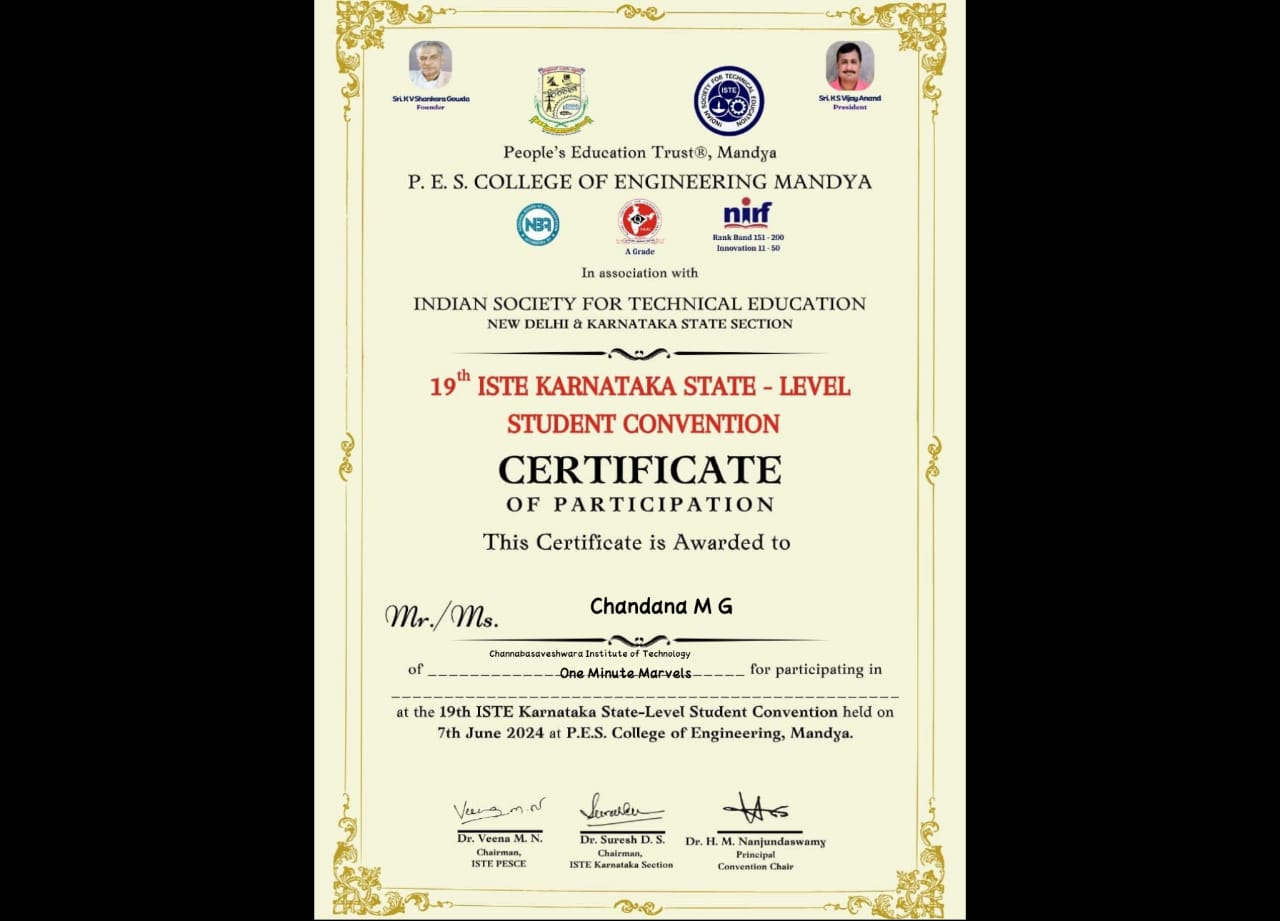 Sri. K V Shankara Gowda
Founder
Sri. K S Vijay Anand
President
INDIAN SOCIETY FOR TECHNICAL EDUCATION
ISTE
People's Education Trust®, Mandya
P. E. S. COLLEGE OF ENGINEERING MANDYA
NBA
A Grade
nirf
Rank Band 151 - 200
Innovation 11 - 50
In association with
INDIAN SOCIETY FOR TECHNICAL EDUCATION
NEW DELHI & KARNATAKA STATE SECTION
19th ISTE KARNATAKA STATE - LEVEL
STUDENT CONVENTION
CERTIFICATE
OF PARTICIPATION
This Certificate is Awarded to
Mr./Ms. Chandana M G
Channabasaveshwara Institute of Technology
of One Minute Marvels for participating in
at the 19th ISTE Karnataka State-Level Student Convention held on
7th June 2024 at P.E.S. College of Engineering, Mandya.
Veena M. N
Dr. Veena M. N.
Chairman,
ISTE PESCE
Dr. Suresh D. S.
Chairman,
ISTE Karnataka Section
Dr. H. M. Nanjundaswamy
Principal
Convention Chair